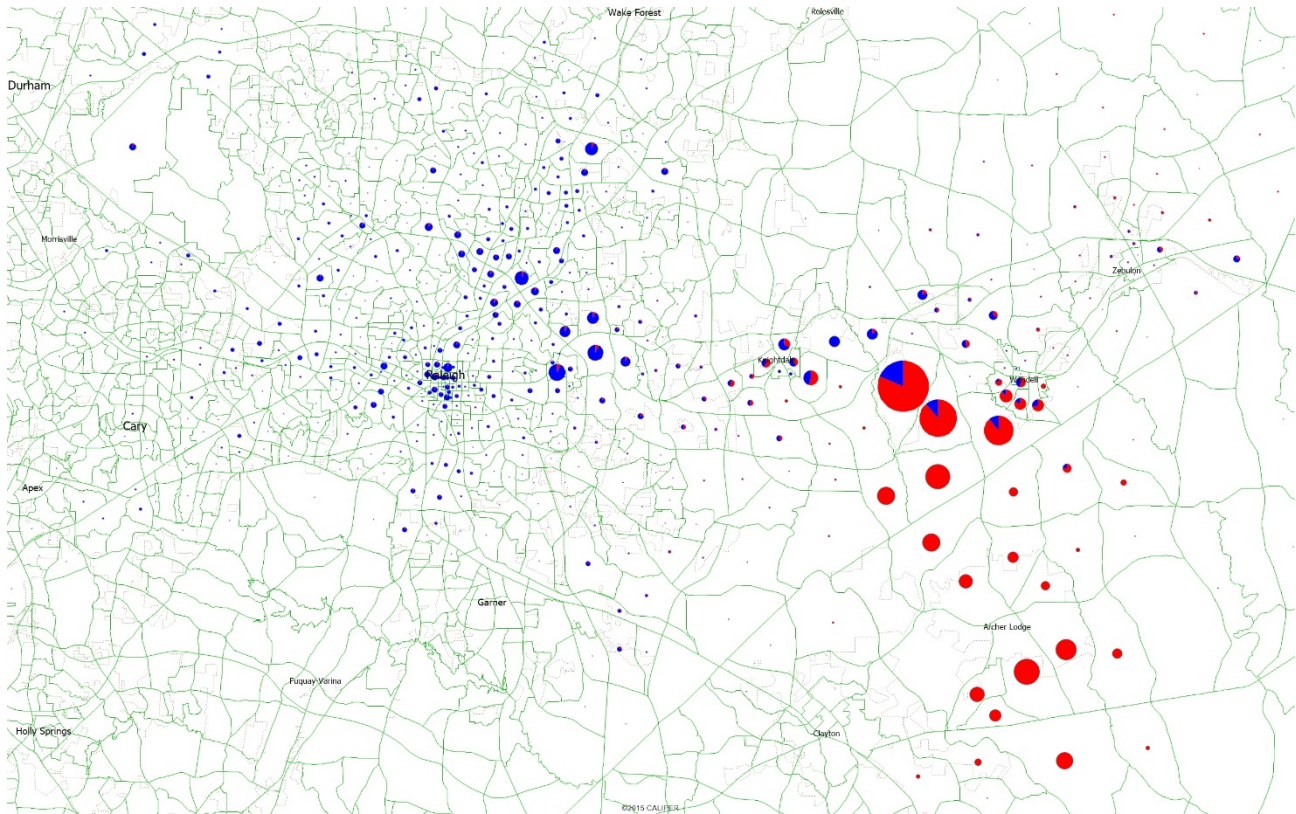 Wake Forest
Rolesville
Durham
Morrisville
Zebulon
Knightdale
Raleigh
Wendell
Cary
Apex
Garner
Archer Lodge
Fuquay-Varina
Holly Springs
Clayton
©2015 CALIPER